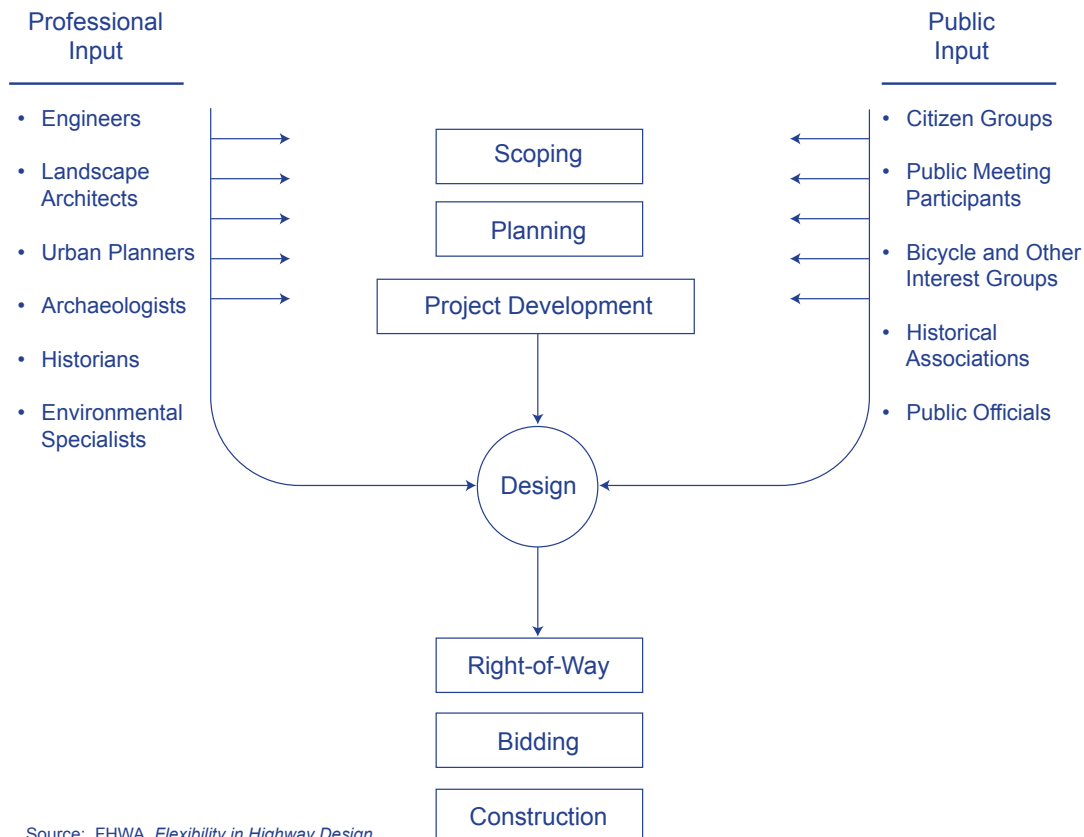 Professional
Input
• Engineers
• Landscape
Architects
• Urban Planners
• Archaeologists
• Historians
• Environmental
Specialists
Scoping
Planning
Project Development
Design
Right-of-Way
Bidding
Construction
Public
Input
• Citizen Groups
• Public Meeting
Participants
• Bicycle and Other
Interest Groups
• Historical
Associations
• Public Officials
Source: FHWA, Flexibility in Highway Design